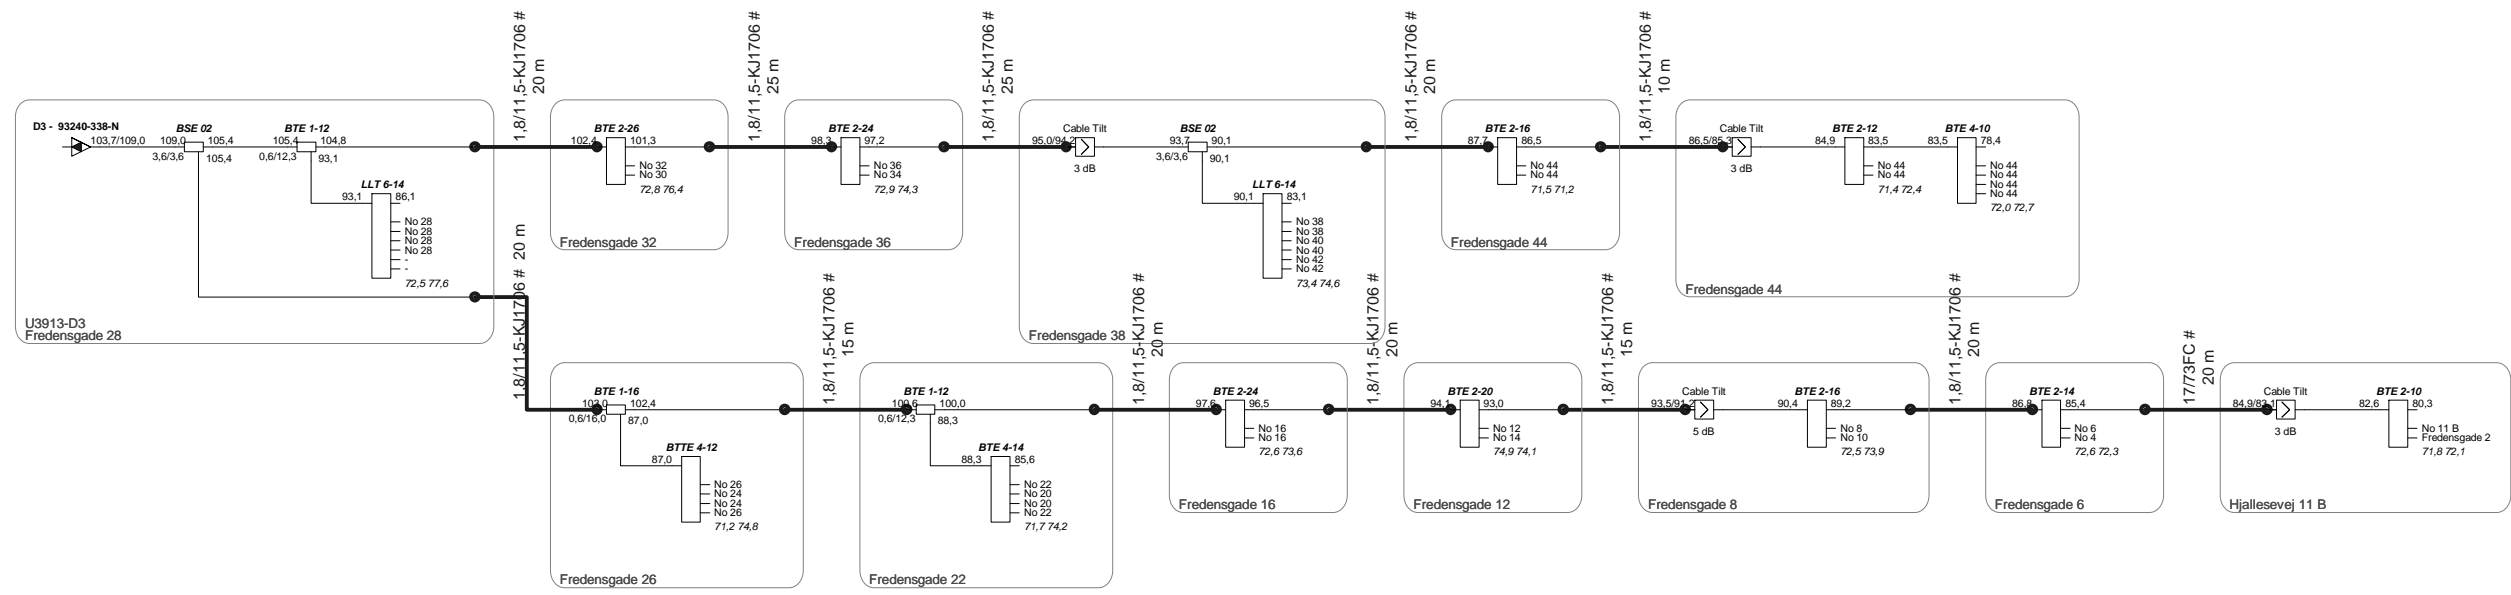 1,8/11,5-KJ1706 #
20 m
1,8/11,5-KJ1706 #
25 m
1,8/11,5-KJ1706 #
25 m
1,8/11,5-KJ1706 #
20 m
1,8/11,5-KJ1706 #
10 m
D3 - 93240-338-N
103,7/109,0
BSE 02
109,0
105,4
3,6/3,6
105,4
BTE 1-12
105,4
104,8
0,6/12,3
93,1
LLT 6-14
93,1
86,1
No 28
No 28
No 28
No 28
-
-
72,5 77,6
U3913-D3
Fredensgade 28
BTE 2-26
102,4
101,3
No 32
No 30
72,8 76,4
Fredensgade 32
BTE 2-24
98,3
97,2
No 36
No 34
72,9 74,3
Fredensgade 36
95,0/94,2
Cable Tilt
3 dB
BSE 02
93,7
90,1
3,6/3,6
90,1
LLT 6-14
90,1
83,1
No 38
No 38
No 40
No 40
No 42
No 42
73,4 74,6
Fredensgade 38
BTE 2-16
87,7
86,5
No 44
No 44
71,5 71,2
Fredensgade 44
86,5/85,3
Cable Tilt
3 dB
BTE 2-12
84,9
83,5
No 44
No 44
71,4 72,4
BTE 4-10
83,5
78,4
No 44
No 44
No 44
No 44
72,0 72,7
Fredensgade 44
1,8/11,5-KJ1706 # 20 m
1,8/11,5-KJ1706 #
15 m
1,8/11,5-KJ1706 #
20 m
1,8/11,5-KJ1706 #
20 m
1,8/11,5-KJ1706 #
15 m
1,8/11,5-KJ1706 #
20 m
17/73FC #
20 m
BTE 1-16
103,0
102,4
0,6/16,0
87,0
BTTE 4-12
87,0
No 26
No 24
No 24
No 26
71,2 74,8
Fredensgade 26
BTE 1-12
100,6
100,0
0,6/12,3
88,3
BTE 4-14
88,3
85,6
No 22
No 20
No 20
No 22
71,7 74,2
Fredensgade 22
BTE 2-24
97,6
96,5
No 16
No 16
72,6 73,6
Fredensgade 16
BTE 2-20
94,1
93,0
No 12
No 14
74,9 74,1
Fredensgade 12
Cable Tilt
5 dB
BTE 2-16
90,4
89,2
No 8
No 10
72,5 73,9
Fredensgade 8
BTE 2-14
86,8
85,4
No 6
No 4
72,6 72,3
Fredensgade 6
Cable Tilt
3 dB
BTE 2-10
82,6
80,3
No 11 B
Fredensgade 2
71,8 72,1
Hjallesevej 11 B